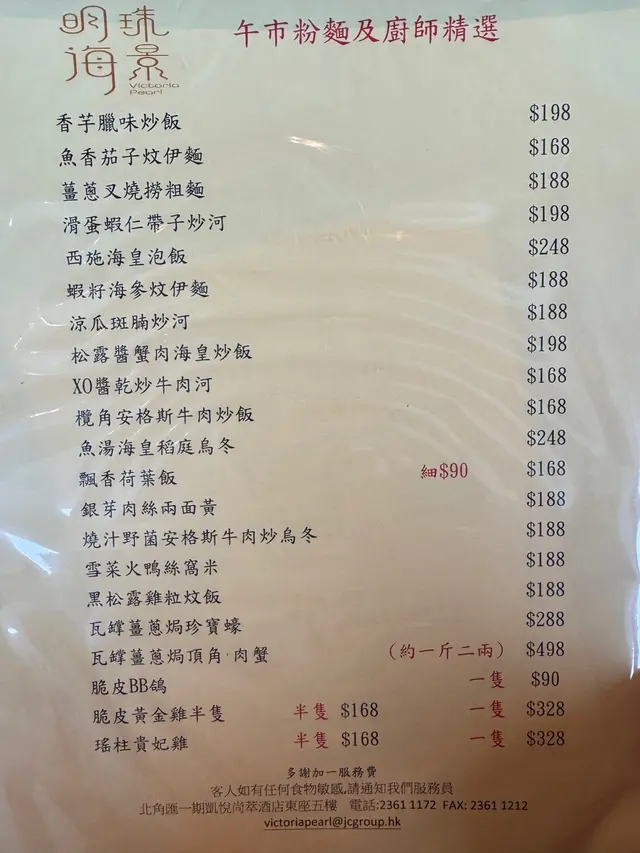 明珠
海景
Victoria
Pearl
午市粉麵及廚師精選
香芋臘味炒飯 $198
魚香茄子炆伊麵 $168
薑蔥叉燒撈粗麵 $188
滑蛋蝦仁帶子炒河 $198
西施海皇泡飯 $248
蝦籽海參炆伊麵 $188
涼瓜斑腩炒河 $188
松露醬蟹肉海皇炒飯 $198
XO醬乾炒牛肉河 $168
欖角安格斯牛肉炒飯 $168
魚湯海皇稻庭烏冬 $248
飄香荷葉飯 細$90 $168
銀芽肉絲兩面黃 $188
燒汁野菌安格斯牛肉炒烏冬 $188
雪菜火鴨絲窩米 $188
黑松露雞粒炆飯 $188
瓦罉薑蔥焗珍寶蠔 $288
瓦罉薑蔥焗頂角肉蟹 (約一斤二兩) $498
脆皮BB鴿 一隻 $90
脆皮黃金雞半隻 半隻 $168 一隻 $328
瑤柱貴妃雞 半隻 $168 一隻 $328
多謝加一服務費
客人如有任何食物敏感,請通知我們服務員
北角匯一期凱悅尚萃酒店東座五樓 電話:2361 1172 FAX: 2361 1212
victoriapearl@jcgroup.hk